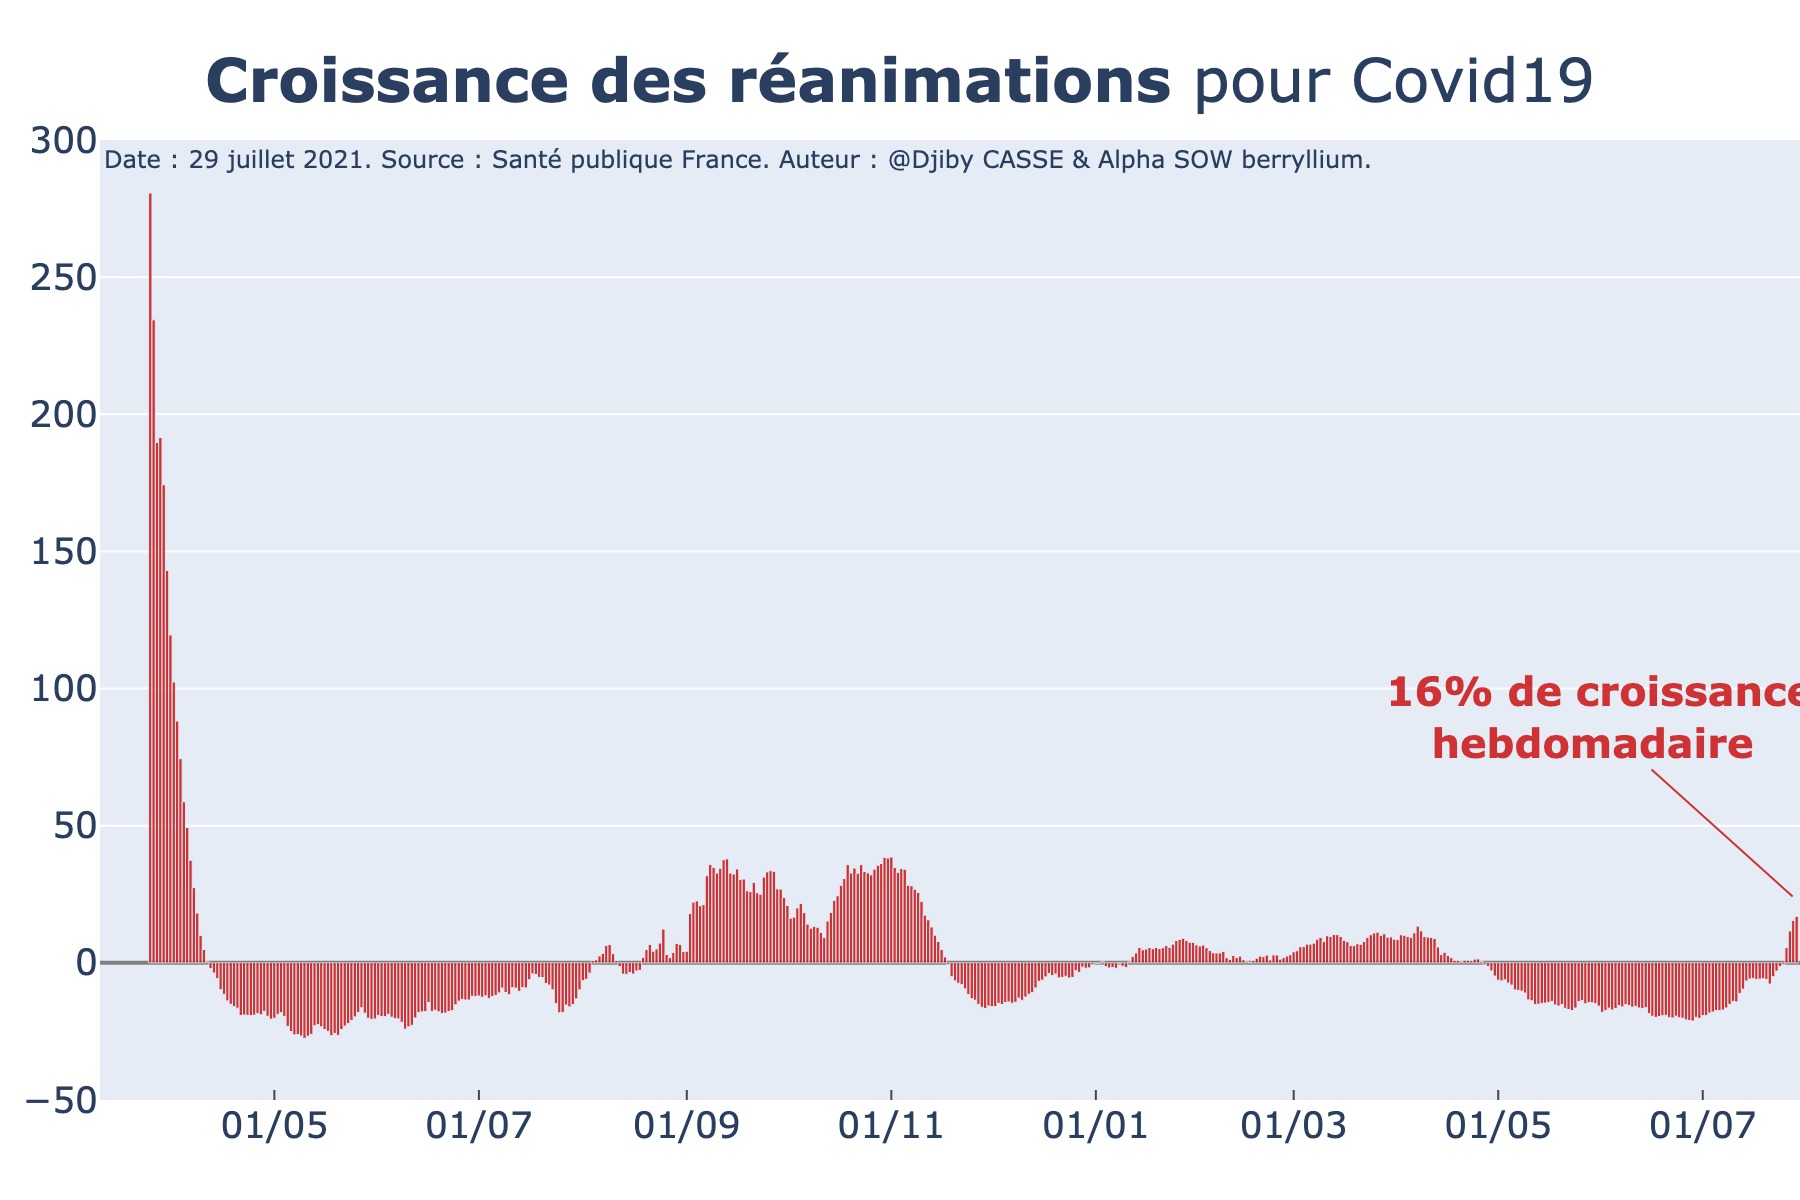 Croissance des réanimations pour Covid19
Date : 29 juillet 2021. Source : Santé publique France. Auteur : @Djiby CASSE & Alpha SOW berryllium.
300
250
200
150
100
50
0
−50
16% de croissance
hebdomadaire
01/05 01/07 01/09 01/11 01/01 01/03 01/05 01/07